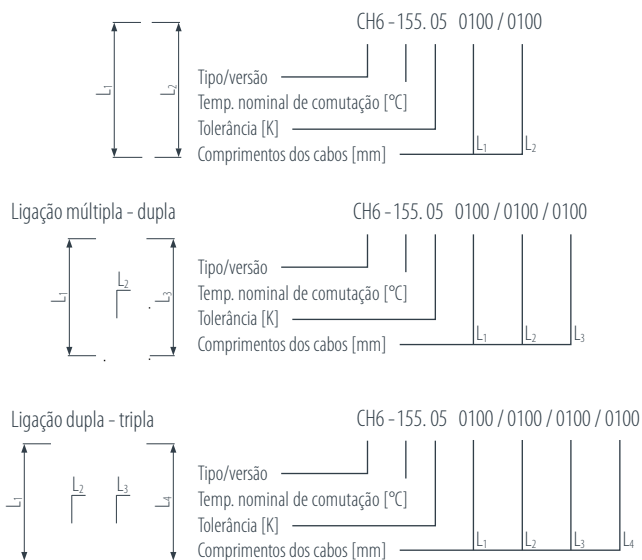 CH6 - 155. 05 0100 / 0100
L1
L2
Tipo/versão
Temp. nominal de comutação [°C]
Tolerância [K]
Comprimentos dos cabos [mm]
L1 L2
Ligação múltipla - dupla
CH6 - 155. 05 0100 / 0100 / 0100
L1
L2
L3
Tipo/versão
Temp. nominal de comutação [°C]
Tolerância [K]
Comprimentos dos cabos [mm]
L1 L2 L3
Ligação dupla - tripla
CH6 - 155. 05 0100 / 0100 / 0100 / 0100
L1
L2
L3
L4
Tipo/versão
Temp. nominal de comutação [°C]
Tolerância [K]
Comprimentos dos cabos [mm]
L1 L2 L3 L4